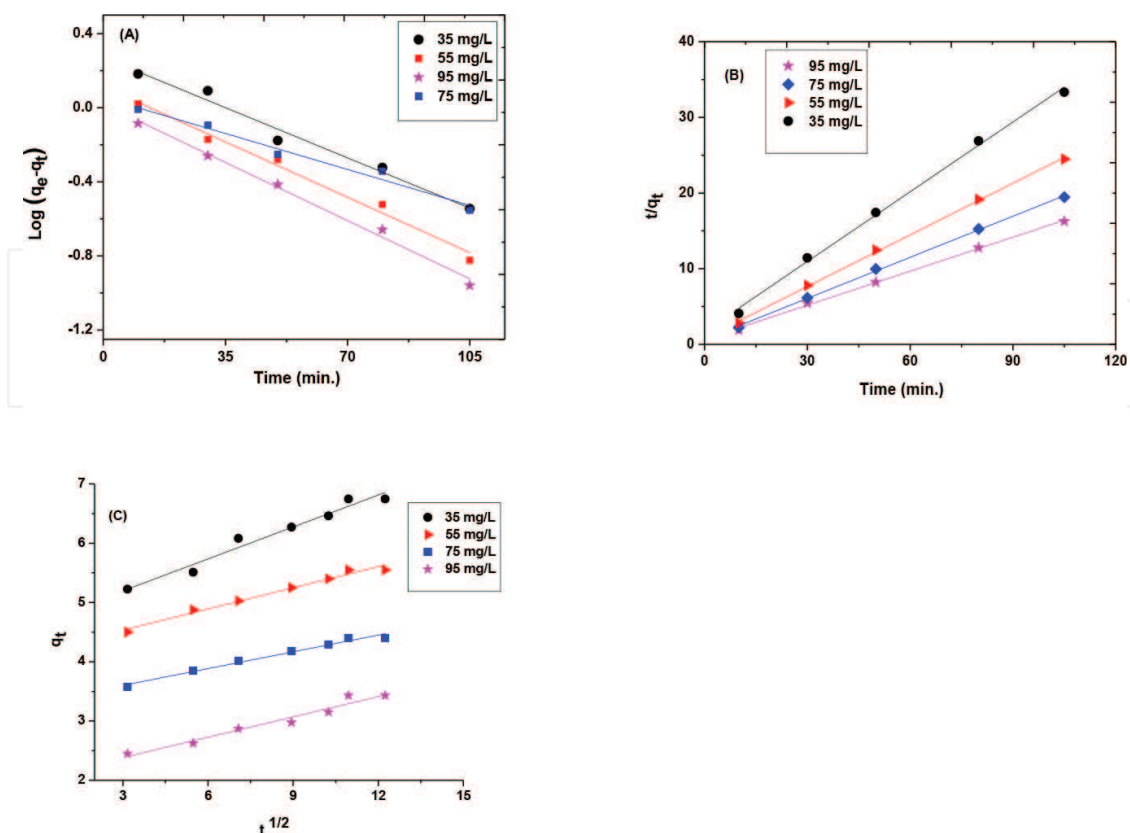 (A)
35 mg/L
55 mg/L
95 mg/L
75 mg/L
0.4
0.0
-0.4
-0.8
-1.2
Log (qe-qt)
0 35 70 105
Time (min.)
(B)
95 mg/L
75 mg/L
55 mg/L
35 mg/L
40
30
20
10
0
t/qt
0 30 60 90 120
Time (min.)
(C)
35 mg/L
55 mg/L
75 mg/L
95 mg/L
7
6
5
4
3
2
qt
3 6 9 12 15
t 1/2